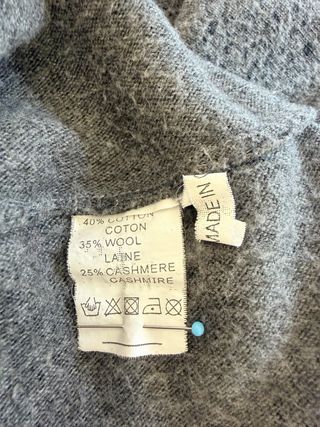 40% COTTON
COTON
35% WOOL
LAINE
25% CASHMERE
CASHMIRE
MADE IN